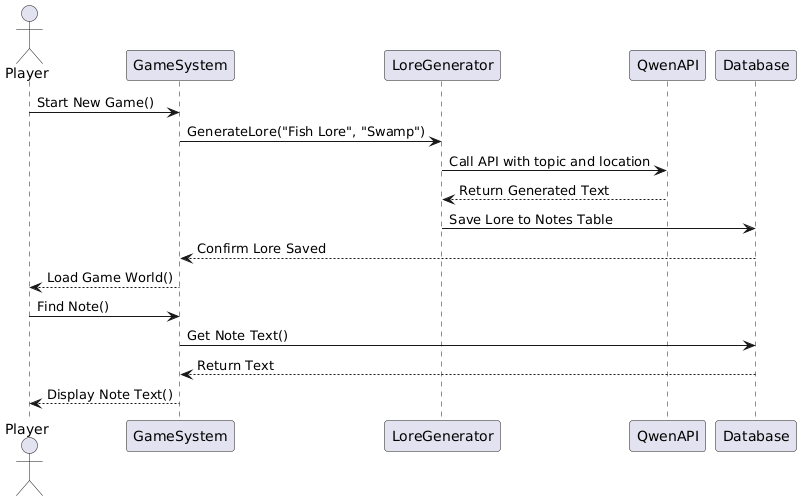 Player
GameSystem
LoreGenerator
QwenAPI
Database
Start New Game()
GenerateLore("Fish Lore", "Swamp")
Call API with topic and location
Return Generated Text
Save Lore to Notes Table
Confirm Lore Saved
Load Game World()
Find Note()
Get Note Text()
Return Text
Display Note Text()
Player
GameSystem
LoreGenerator
QwenAPI
Database